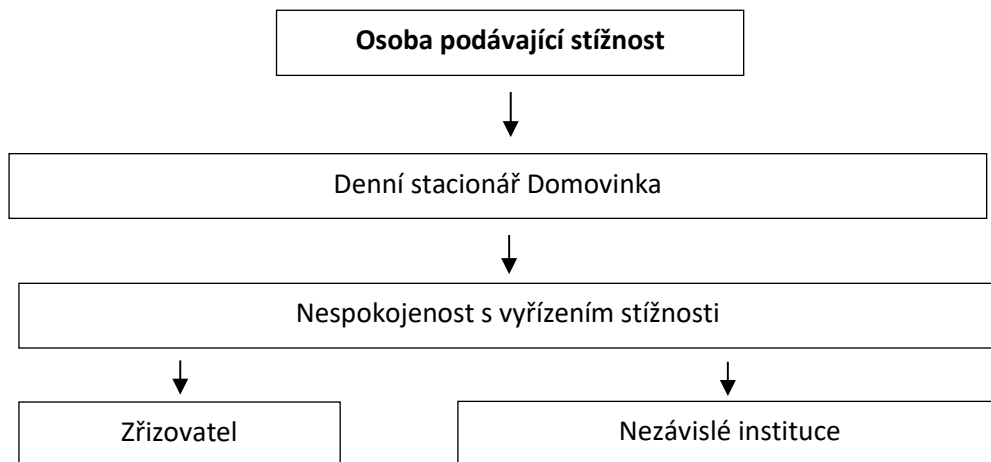 Osoba podávající stížnost
Denní stacionář Domovinka
Nespokojenost s vyřízením stížnosti
Zřizovatel
Nezávislé instituce